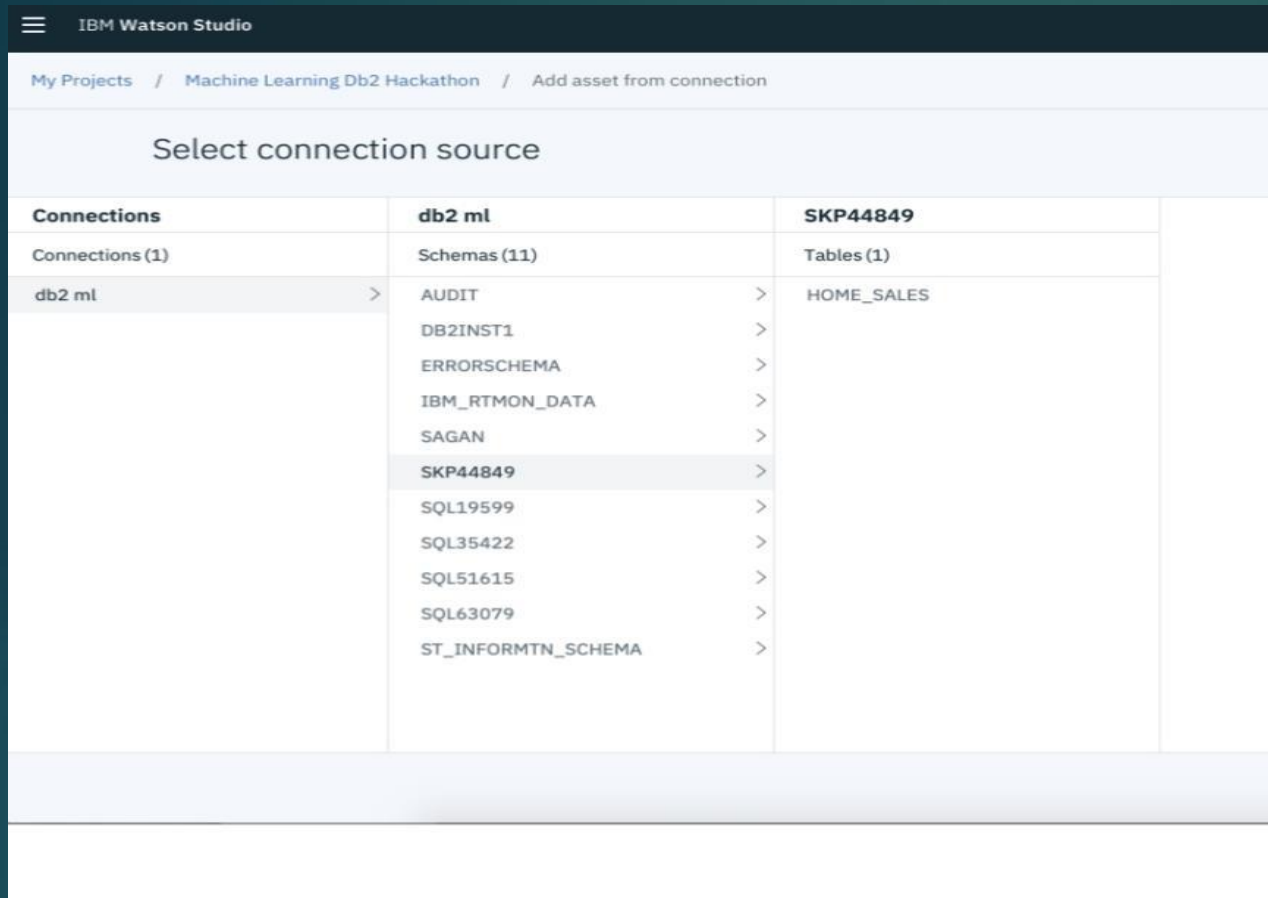 IBM Watson Studio
My Projects / Machine Learning Db2 Hackathon / Add asset from connection
Select connection source
Connections
Connections (1)
db2 ml
db2 ml
Schemas (11)
AUDIT
DB2INST1
ERRORSCHEMA
IBM_RTMON_DATA
SAGAN
SKP44849
SQL19599
SQL35422
SQL51615
SQL63079
ST_INFORMTN_SCHEMA
SKP44849
Tables (1)
HOME_SALES